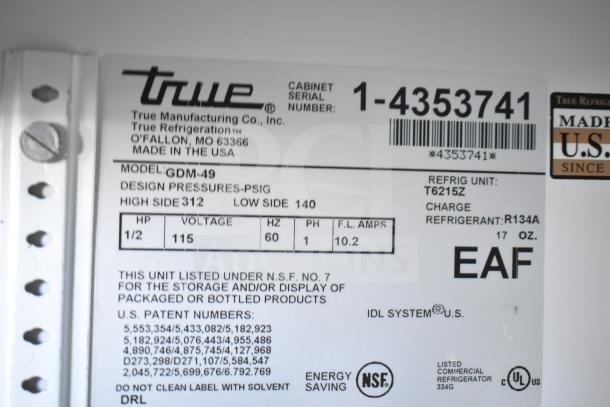 true®
CABINET SERIAL NUMBER: 1-4353741
True Manufacturing Co., Inc.
True Refrigeration™
O'FALLON, MO 63366
MADE IN THE USA
*4353741*
TRUE REFRIG
MADE
U.S.
SINCE
MODEL: GDM-49
DESIGN PRESSURES-PSIG
HIGH SIDE 312 LOW SIDE 140
REFRIG UNIT:
T6215Z
CHARGE
REFRIGERANT: R134A
17 OZ.
HP VOLTAGE HZ PH F.L. AMPS
1/2 115 60 1 10.2
EAF
THIS UNIT LISTED UNDER N.S.F. NO. 7
FOR THE STORAGE AND/OR DISPLAY OF
PACKAGED OR BOTTLED PRODUCTS
U.S. PATENT NUMBERS:
IDL SYSTEM® U.S.
5,553,354/5,433,082/5,182,923
5,182,924/5,076,443/4,955,486
4,890,746/4,875,745/4,127,968
D273,298/D271,107/5,584,547
2,045,722/5,699,676/6.792.769
DO NOT CLEAN LABEL WITH SOLVENT
DRL
ENERGY
SAVING
NSF®
LISTED
COMMERCIAL
REFRIGERATOR
334G
c UL us